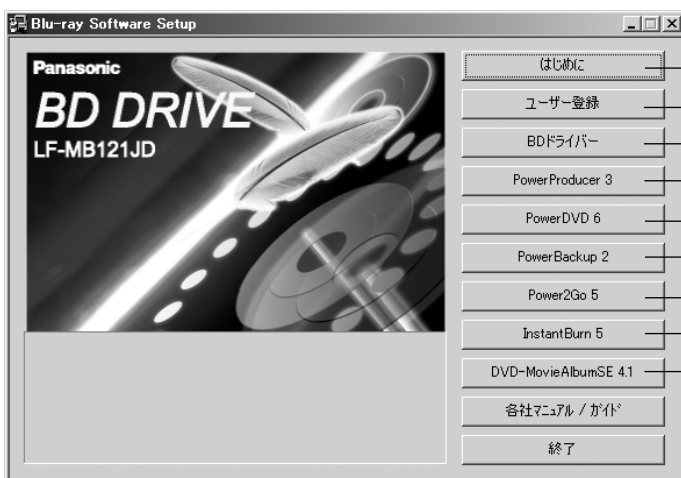 Blu-ray Software Setup
Panasonic
BD DRIVE
LF-MB121JD
はじめに
ユーザー登録
BDドライバー
PowerProducer 3
PowerDVD 6
PowerBackup 2
Power2Go 5
InstantBurn 5
DVD-MovieAlbumSE 4.1
各社マニュアル / ガイド
終了